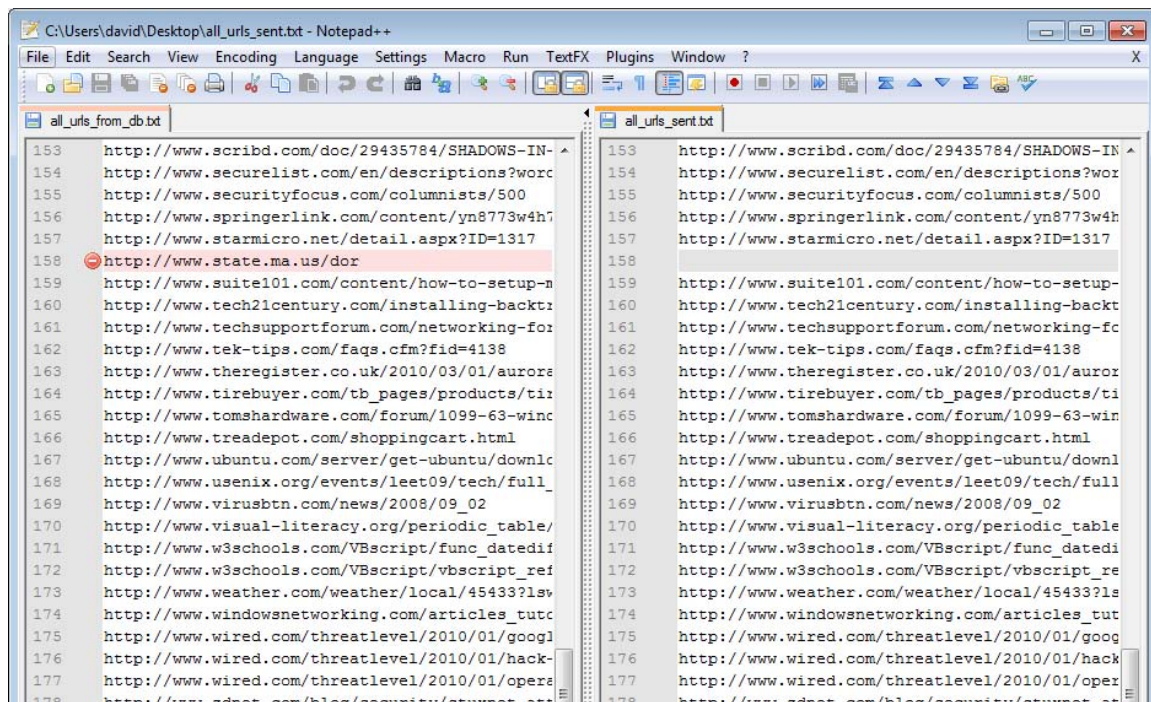 C:\Users\david\Desktop\all_urls_sent.txt - Notepad++
File Edit Search View Encoding Language Settings Macro Run TextFX Plugins Window ? X
all_urls_from_db.txt
153 http://www.scribd.com/doc/29435784/SHADOWS-IN-
154 http://www.securelist.com/en/descriptions?word
155 http://www.securityfocus.com/columnists/500
156 http://www.springerlink.com/content/yn8773w4h7
157 http://www.starmicro.net/detail.aspx?ID=1317
158 http://www.state.ma.us/dor
159 http://www.suite101.com/content/how-to-setup-m
160 http://www.tech21century.com/installing-backtr
161 http://www.techsupportforum.com/networking-for
162 http://www.tek-tips.com/faqs.cfm?fid=4138
163 http://www.theregister.co.uk/2010/03/01/aurora
164 http://www.tirebuyer.com/tb_pages/products/tir
165 http://www.tomshardware.com/forum/1099-63-wind
166 http://www.treadepot.com/shoppingcart.html
167 http://www.ubuntu.com/server/get-ubuntu/downlo
168 http://www.usenix.org/events/leet09/tech/full_
169 http://www.virusbtn.com/news/2008/09_02
170 http://www.visual-literacy.org/periodic_table/
171 http://www.w3schools.com/VBscript/func_datedif
172 http://www.w3schools.com/VBscript/vbscript_ref
173 http://www.weather.com/weather/local/45433?lsw
174 http://www.windowsnetworking.com/articles_tuto
175 http://www.wired.com/threatlevel/2010/01/googl
176 http://www.wired.com/threatlevel/2010/01/hack-
177 http://www.wired.com/threatlevel/2010/01/opera
all_urls_sent.txt
153 http://www.scribd.com/doc/29435784/SHADOWS-IN
154 http://www.securelist.com/en/descriptions?wor
155 http://www.securityfocus.com/columnists/500
156 http://www.springerlink.com/content/yn8773w4h
157 http://www.starmicro.net/detail.aspx?ID=1317
158
159 http://www.suite101.com/content/how-to-setup-
160 http://www.tech21century.com/installing-backt
161 http://www.techsupportforum.com/networking-fo
162 http://www.tek-tips.com/faqs.cfm?fid=4138
163 http://www.theregister.co.uk/2010/03/01/auror
164 http://www.tirebuyer.com/tb_pages/products/ti
165 http://www.tomshardware.com/forum/1099-63-win
166 http://www.treadepot.com/shoppingcart.html
167 http://www.ubuntu.com/server/get-ubuntu/downl
168 http://www.usenix.org/events/leet09/tech/full
169 http://www.virusbtn.com/news/2008/09_02
170 http://www.visual-literacy.org/periodic_table
171 http://www.w3schools.com/VBscript/func_datedi
172 http://www.w3schools.com/VBscript/vbscript_re
173 http://www.weather.com/weather/local/45433?ls
174 http://www.windowsnetworking.com/articles_tut
175 http://www.wired.com/threatlevel/2010/01/goog
176 http://www.wired.com/threatlevel/2010/01/hack
177 http://www.wired.com/threatlevel/2010/01/oper